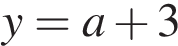 y = a + 3